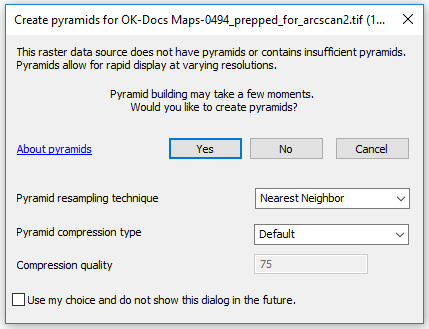 Create pyramids for OK-Docs Maps-0494_prepped_for_arcscan2.tif (1...
This raster data source does not have pyramids or contains insufficient pyramids.
Pyramids allow for rapid display at varying resolutions.
Pyramid building may take a few moments.
Would you like to create pyramids?
About pyramids Yes No Cancel
Pyramid resampling technique Nearest Neighbor
Pyramid compression type Default
Compression quality 75
Use my choice and do not show this dialog in the future.